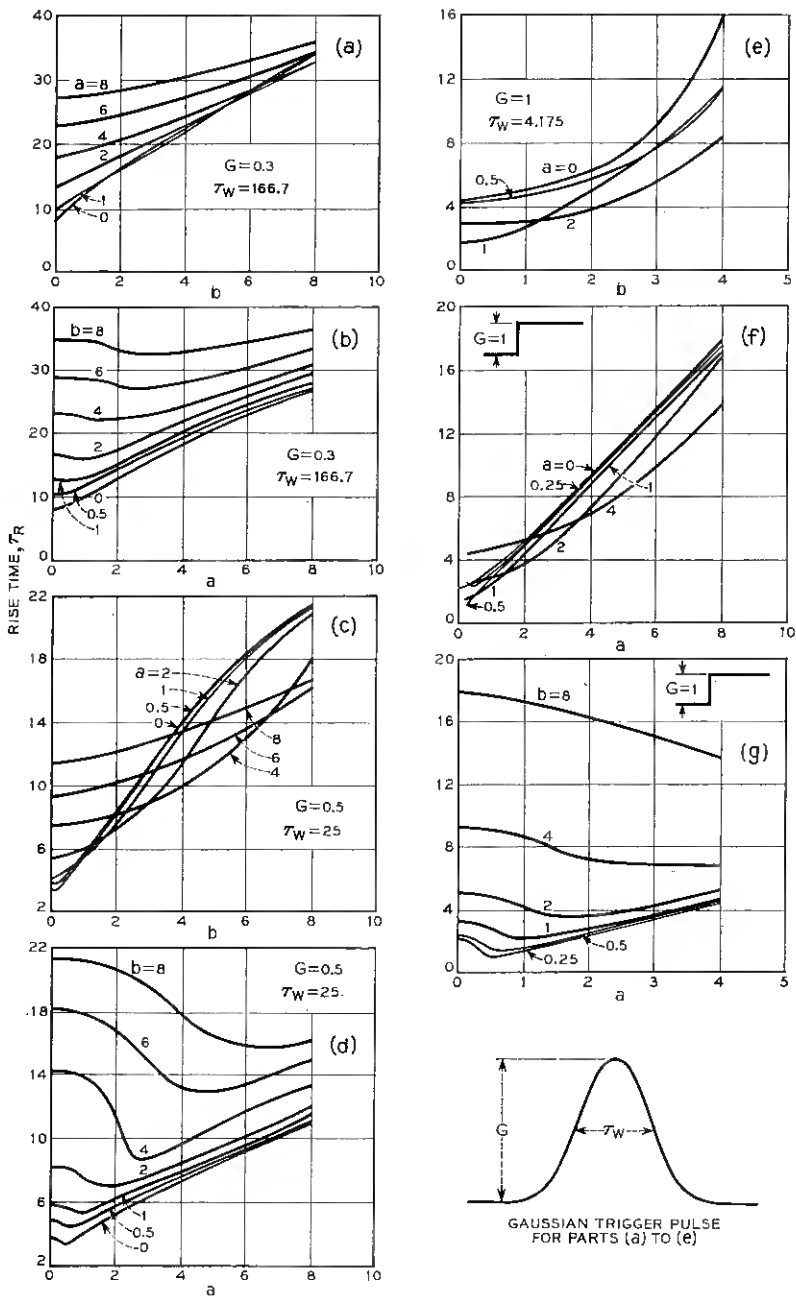 RISE TIME, τR
40
30
20
10
0
(a)
a=8
6
4
2
1
0
G=0.3
τW=166.7
0 2 4 6 8 10
b
40
30
20
10
0
(b)
b=8
6
4
2
0
0.5
1
G=0.3
τW=166.7
0 2 4 6 8 10
a
22
18
14
10
6
2
(c)
a=2
1
0.5
0
8
6
4
G=0.5
τW=25
0 2 4 6 8 10
b
22
18
14
10
6
2
(d)
b=8
G=0.5
τW=25.
6
4
2
1
0.5
0
0 2 4 6 8 10
a
16
12
8
4
0
(e)
G=1
τW=4.175
a=0
0.5
2
1
0 1 2 3 4 5
b
20
16
12
8
4
0
(f)
G=1
a=0
0.25
1
4
2
1
0.5
0 2 4 6 8 10
a
20
16
12
8
4
0
(g)
G=1
b=8
4
2
1
0.5
0.25
0 1 2 3 4 5
a
G
τW
GAUSSIAN TRIGGER PULSE
FOR PARTS (a) TO (e)